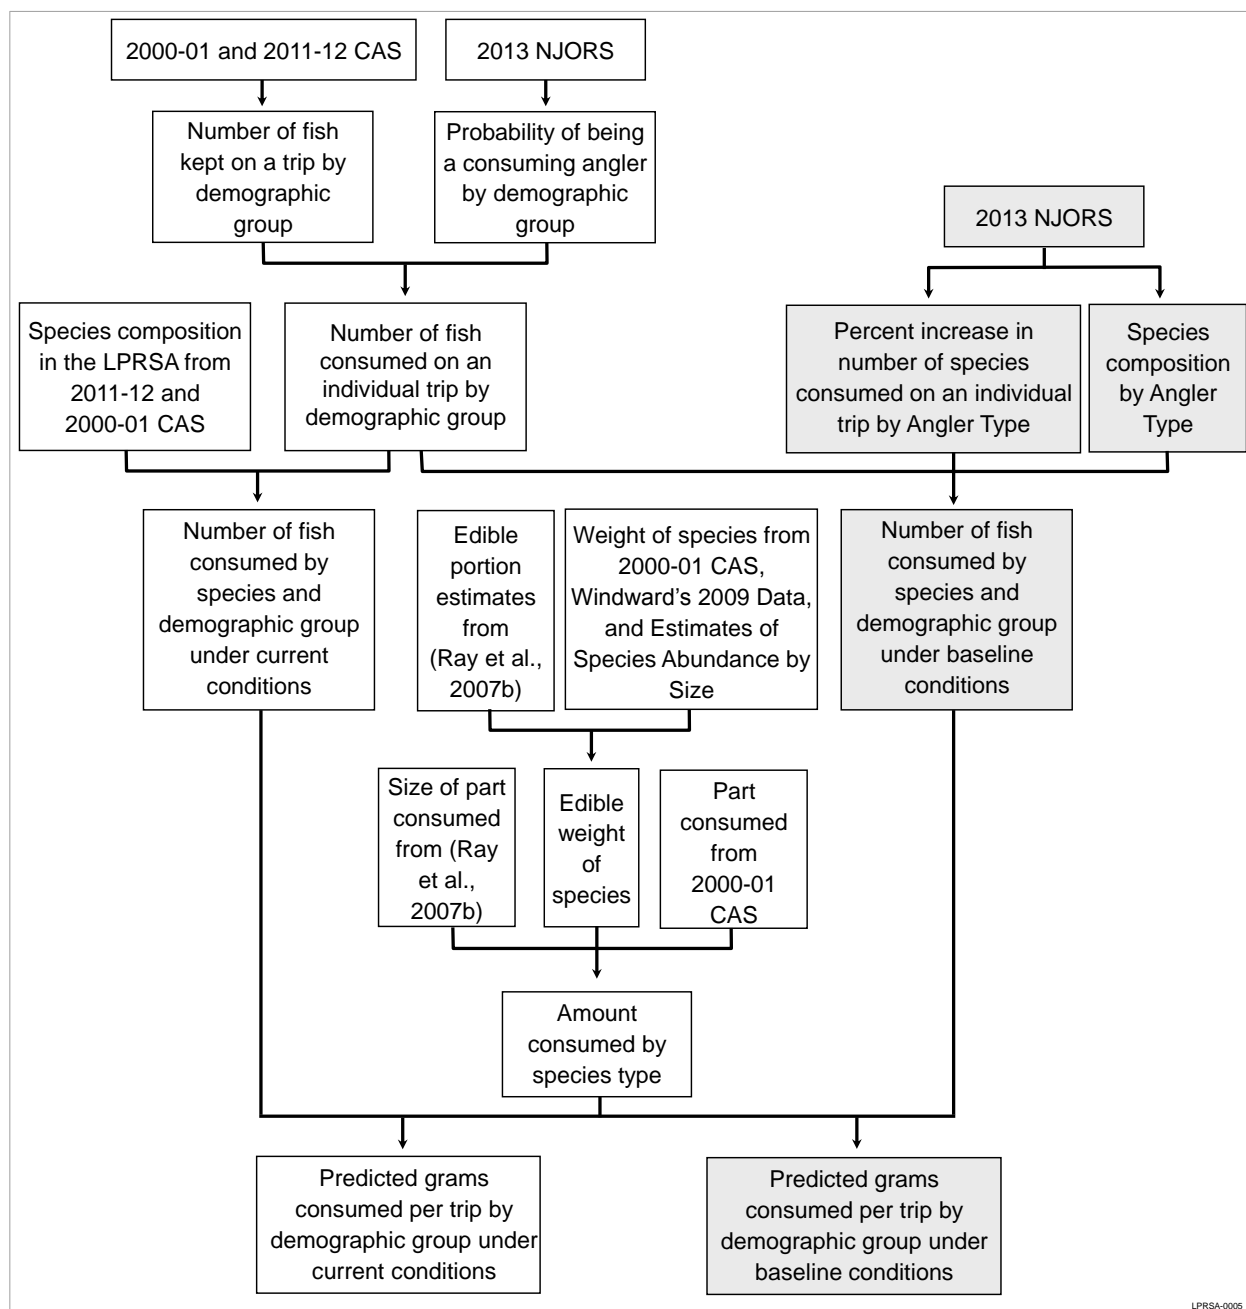 2000-01 and 2011-12 CAS
2013 NJORS
Number of fish
kept on a trip by
demographic
group
Probability of being
a consuming angler
by demographic
group
2013 NJORS
Species composition
in the LPRSA from
2011-12 and
2000-01 CAS
Number of fish
consumed on an
individual trip by
demographic group
Percent increase in
number of species
consumed on an individual
trip by Angler Type
Species
composition
by Angler
Type
Number of fish
consumed by
species and
demographic group
under current
conditions
Edible
portion
estimates
from
(Ray et al.,
2007b)
Weight of species from
2000-01 CAS,
Windward’s 2009 Data,
and Estimates of
Species Abundance by
Size
Number of fish
consumed by
species and
demographic group
under baseline
conditions
Size of part
consumed
from (Ray
et al.,
2007b)
Edible
weight
of
species
Part
consumed
from
2000-01
CAS
Amount
consumed by
species type
Predicted grams
consumed per trip by
demographic group under
current conditions
Predicted grams
consumed per trip by
demographic group under
baseline conditions
LPRSA-0005